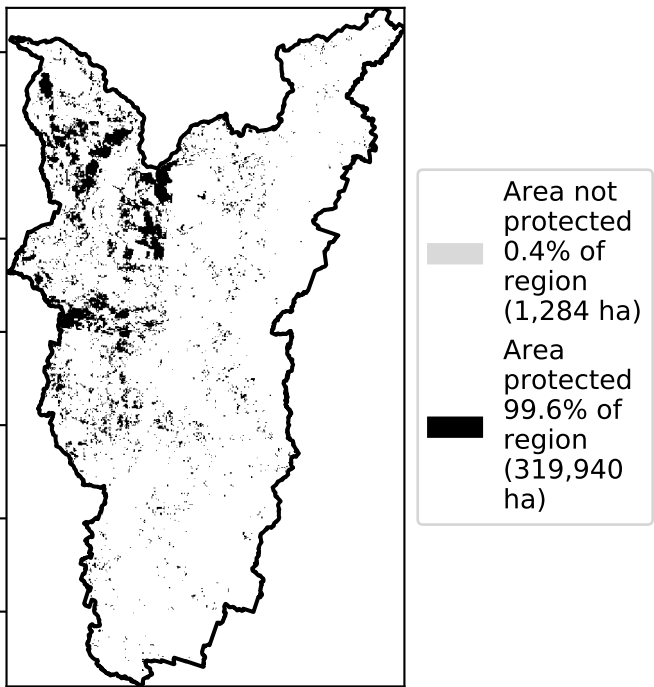 Area not
protected
0.4% of
region
(1,284 ha)
Area
protected
99.6% of
region
(319,940
ha)